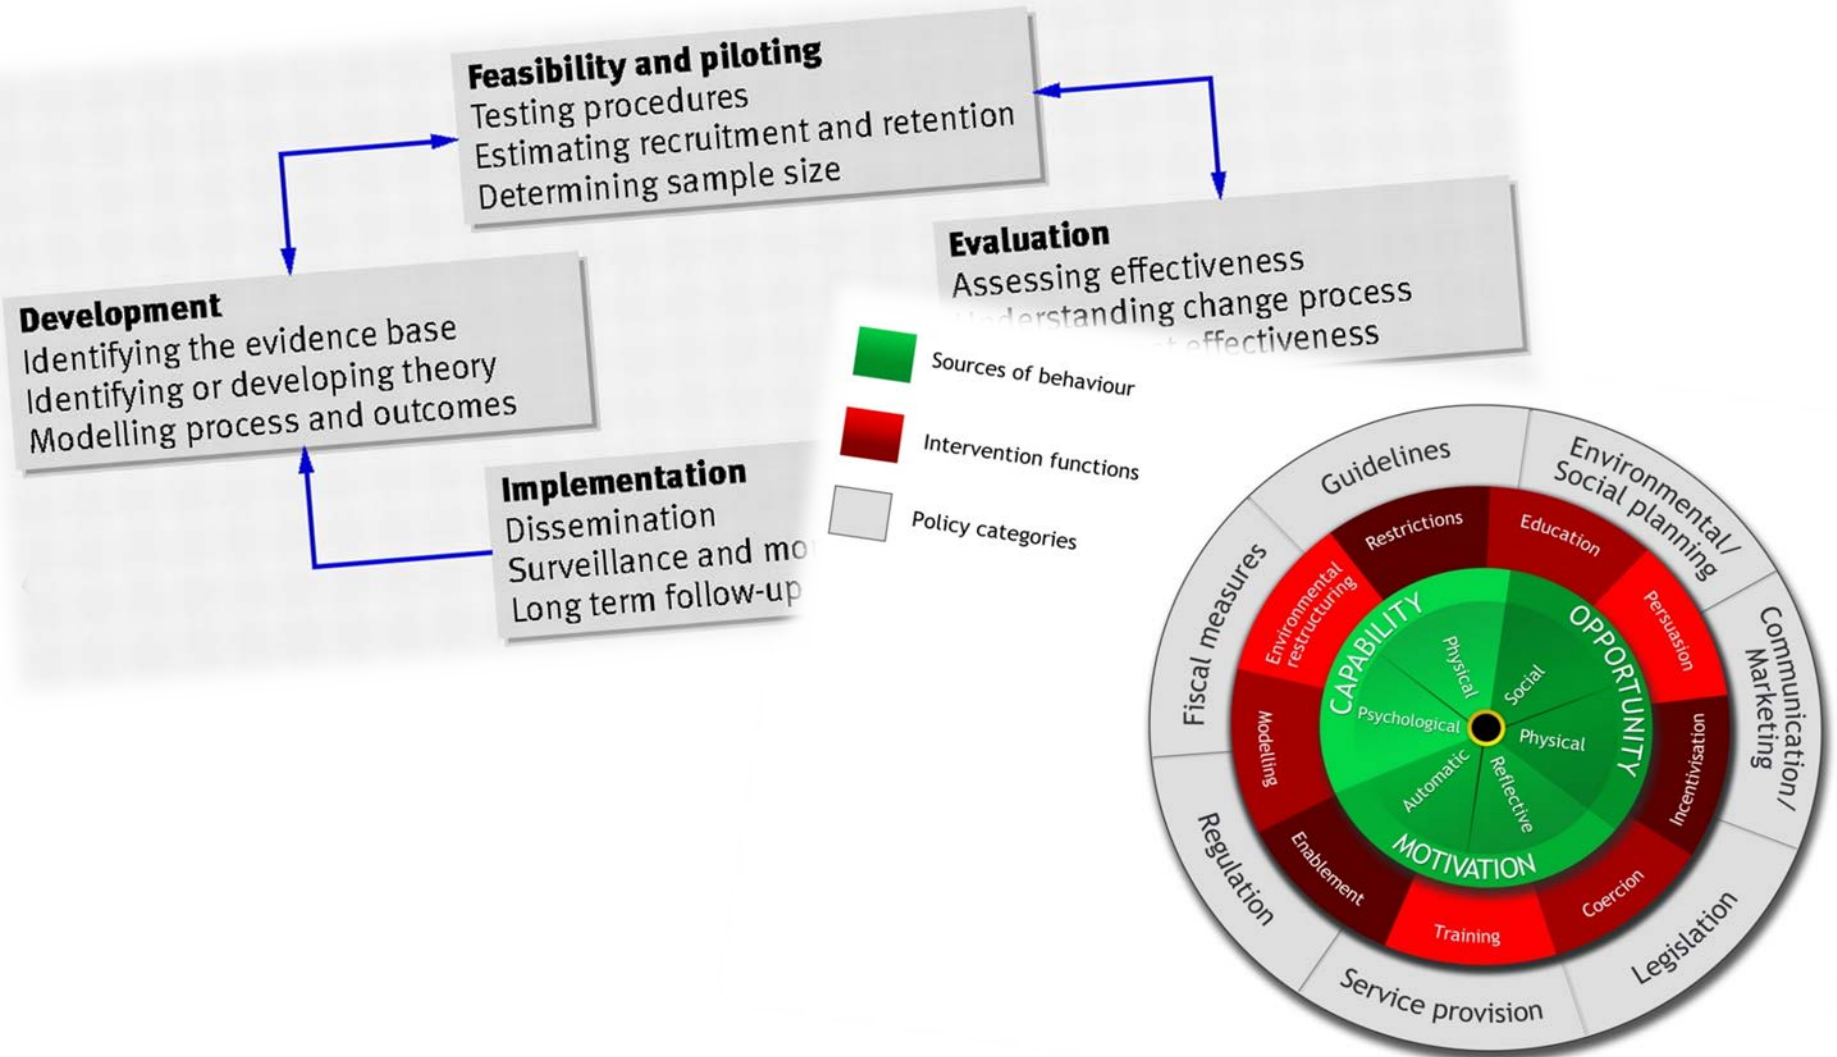 Feasibility and piloting
Testing procedures
Estimating recruitment and retention
Determining sample size
Evaluation
Assessing effectiveness
Understanding change process
effectiveness
Development
Identifying the evidence base
Identifying or developing theory
Modelling process and outcomes
Implementation
Dissemination
Surveillance and mo
Long term follow-up
Sources of behaviour
Intervention functions
Policy categories
Guidelines
Environmental/
Social planning
Communication/
Marketing
Legislation
Service provision
Regulation
Fiscal measures
Restrictions
Education
Persuasion
Incentivisation
Coercion
Training
Enablement
Modelling
Environmental
restructuring
CAPABILITY
OPPORTUNITY
MOTIVATION
Physical
Social
Physical
Reflective
Automatic
Psychological